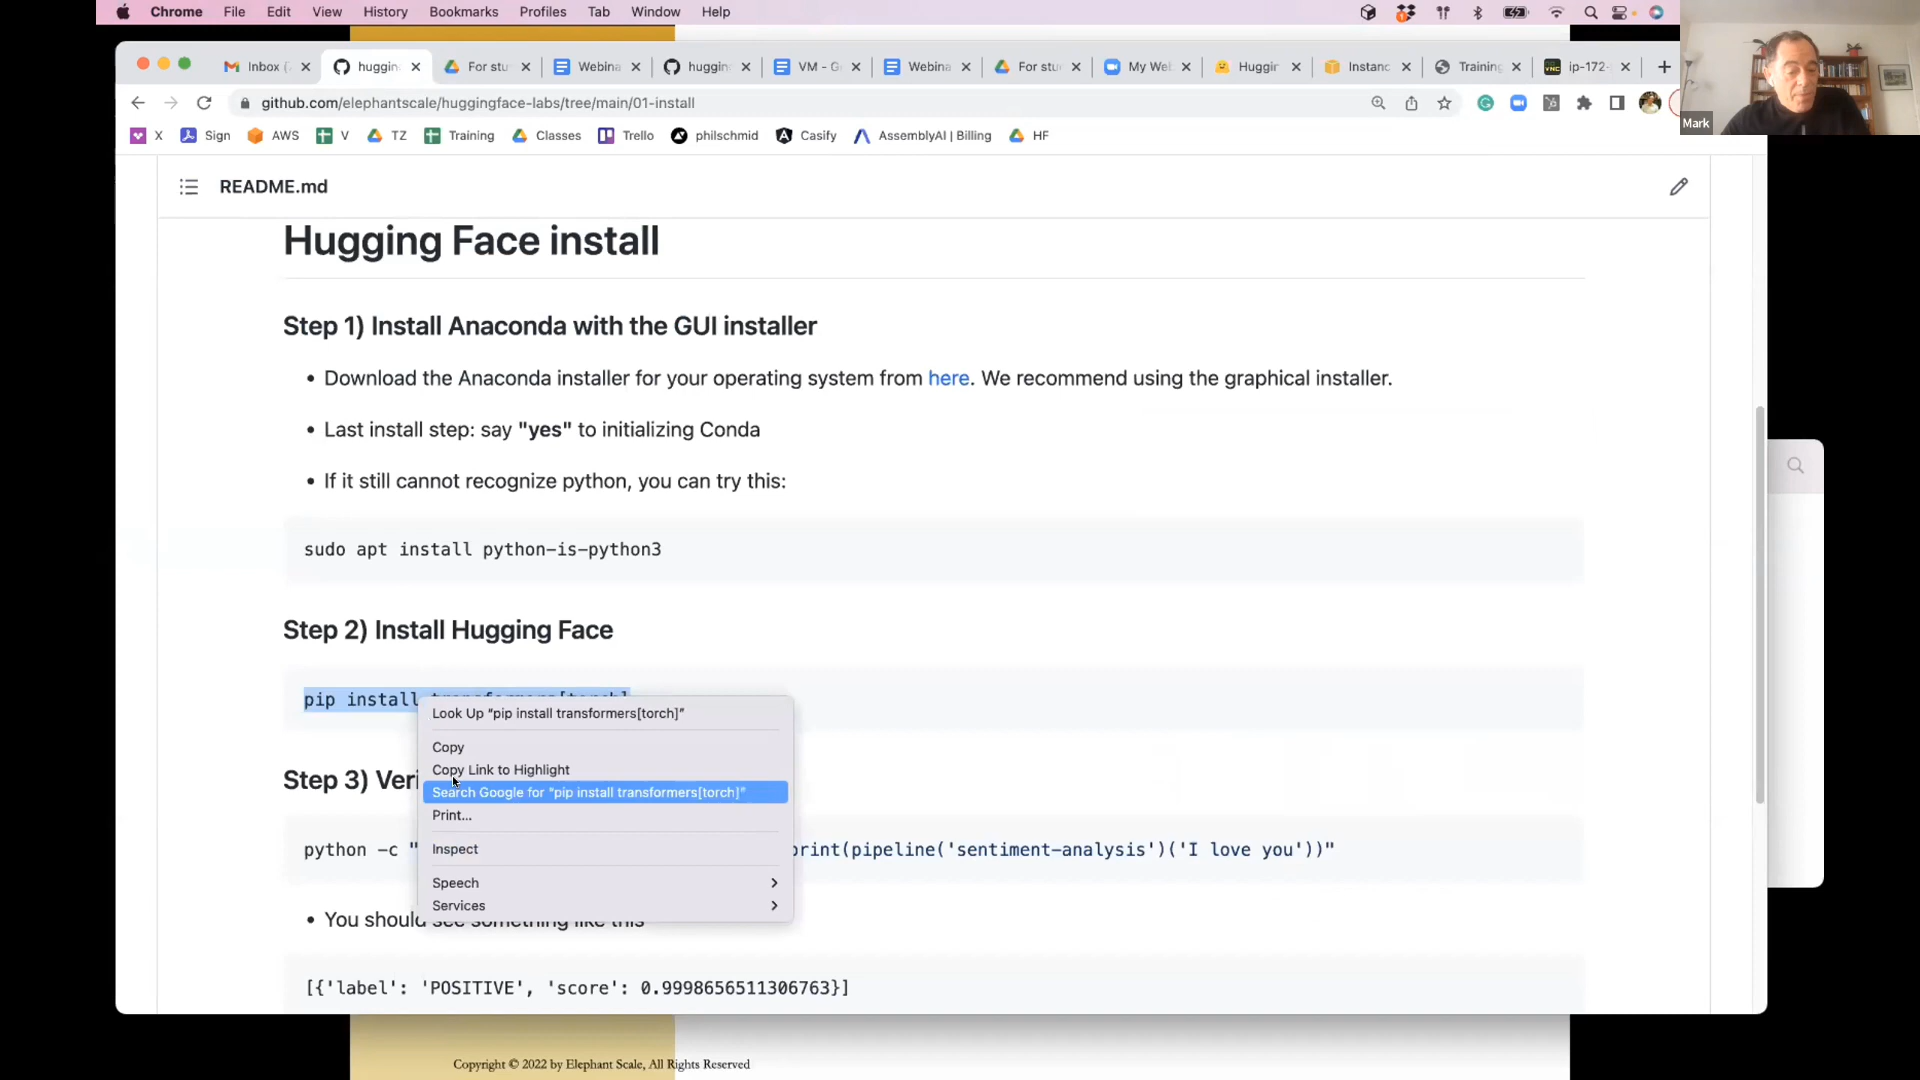 Chrome File Edit View History Bookmarks Profiles Tab Window Help
Inbox ( huggin For stu Webina huggin VM - G Webina For stu My Web Huggin Instanc Training ip-172-
github.com/elephantscale/huggingface-labs/tree/main/01-install
X Sign AWS V TZ Training Classes Trello philschmid Casify AssemblyAI | Billing HF
Mark
README.md
Hugging Face install
Step 1) Install Anaconda with the GUI installer
• Download the Anaconda installer for your operating system from here. We recommend using the graphical installer.
• Last install step: say "yes" to initializing Conda
• If it still cannot recognize python, you can try this:
sudo apt install python-is-python3
Step 2) Install Hugging Face
pip install transformers[torch]
Look Up “pip install transformers[torch]”
Copy
Copy Link to Highlight
Search Google for “pip install transformers[torch]”
Print...
Inspect
Speech
Services
Step 3) Veri
python -c " print(pipeline('sentiment-analysis')('I love you'))"
• You should see something like this
[{'label': 'POSITIVE', 'score': 0.9998656511306763}]
Copyright © 2022 by Elephant Scale, All Rights Reserved